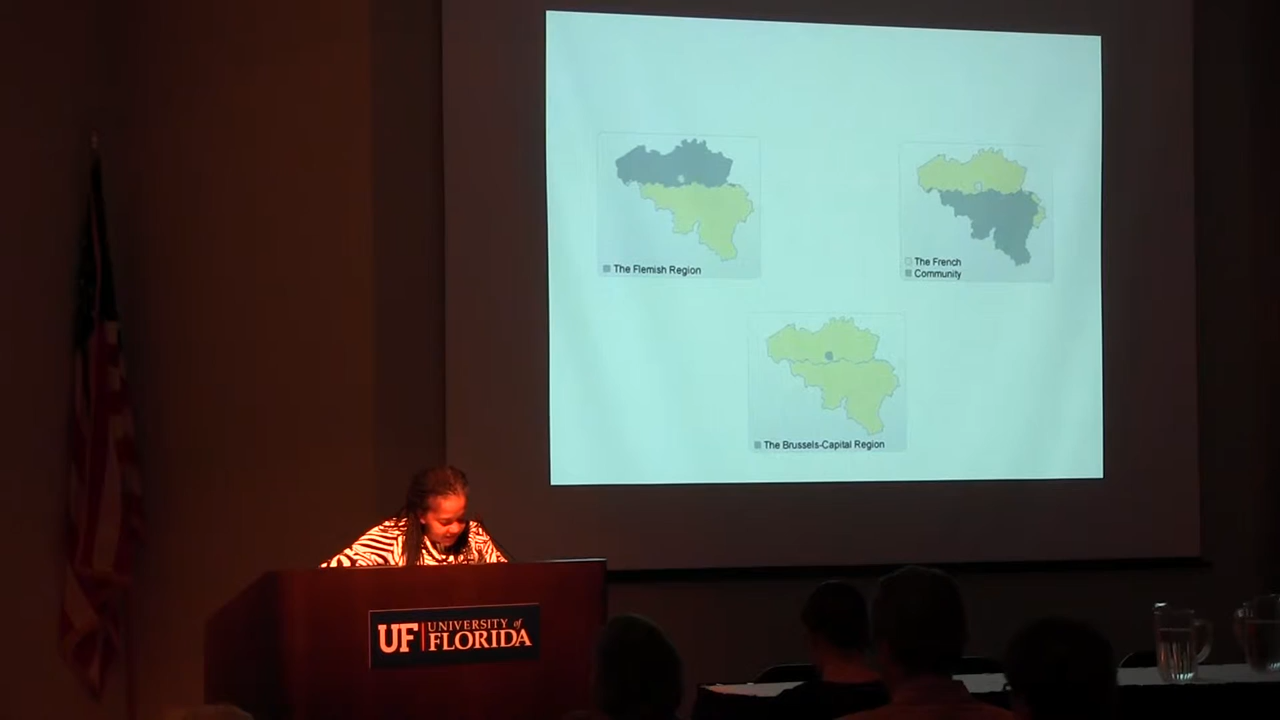 The Flemish Region
The French
Community
The Brussels-Capital Region
UF UNIVERSITY of
FLORIDA